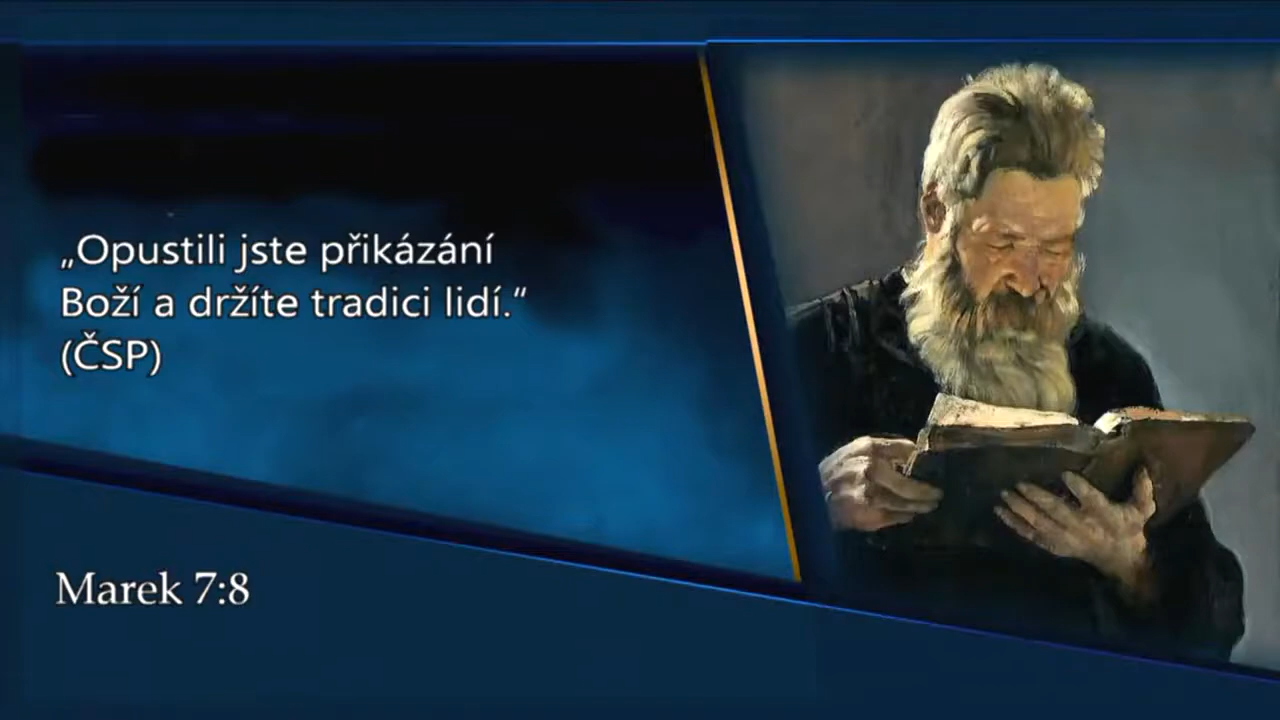 „Opustili jste přikázání
Boží a držíte tradici lidí.“
(ČSP)
Marek 7:8